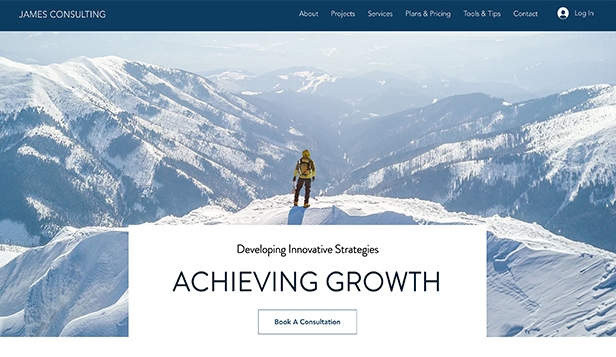 JAMES CONSULTING
About Projects Services Plans & Pricing Tools & Tips Contact Log In
Developing Innovative Strategies
ACHIEVING GROWTH
Book A Consultation